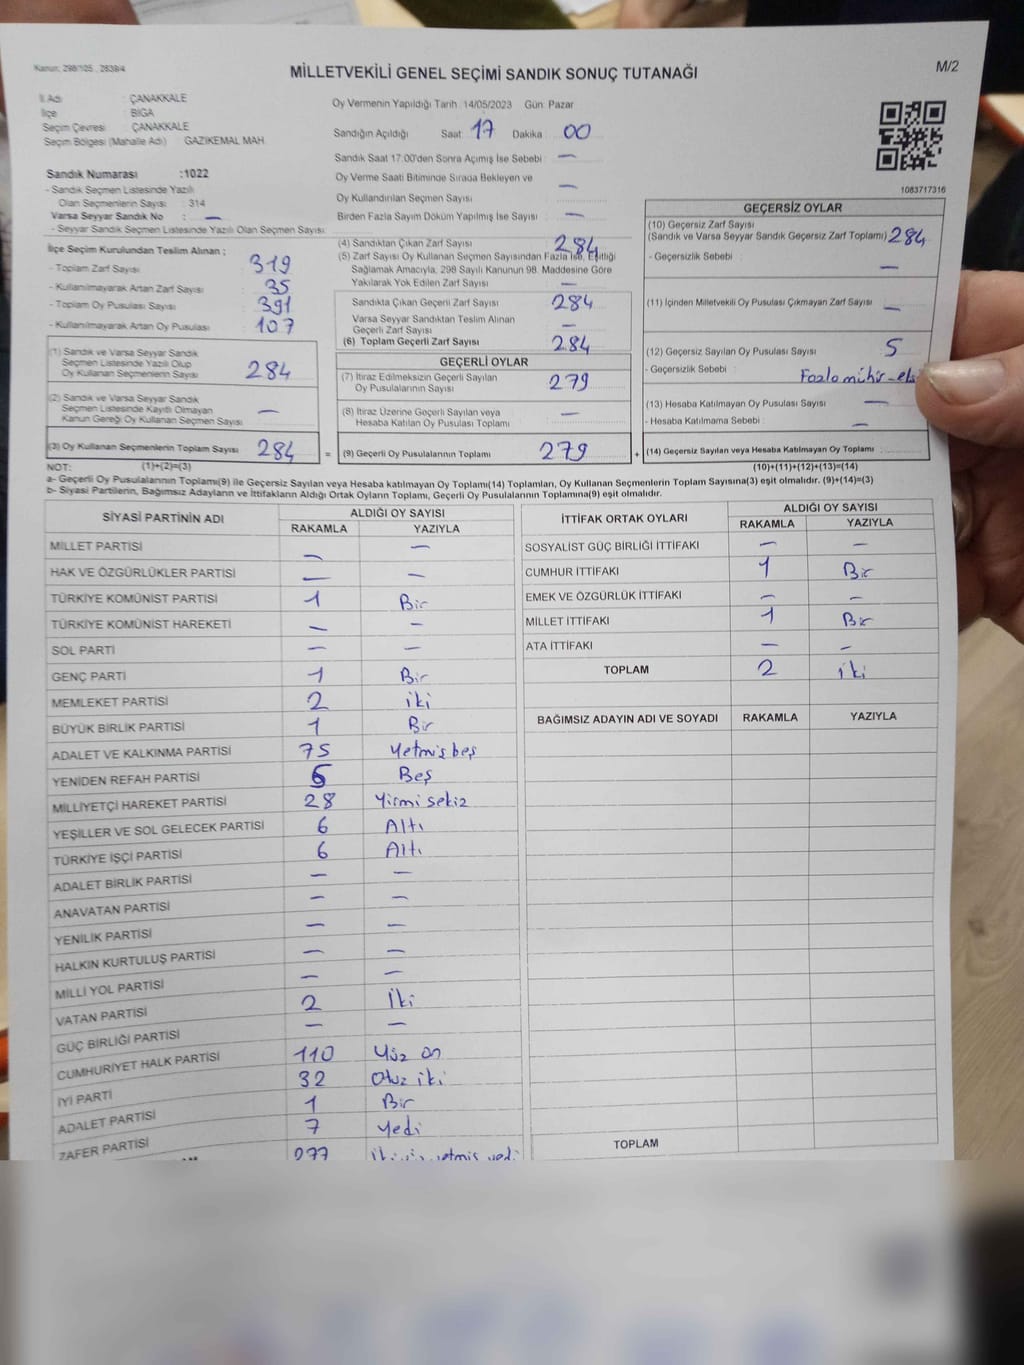 Kanun: 298/105 , 2839/4
MİLLETVEKİLİ GENEL SEÇİMİ SANDIK SONUÇ TUTANAĞI
M/2
İl Adı : ÇANAKKALE
İlçe : BİGA
Seçim Çevresi : ÇANAKKALE
Seçim Bölgesi (Mahalle Adı) : GAZİKEMAL MAH.
Sandık Numarası :1022
- Sandık Seçmen Listesinde Yazılı
Olan Seçmenlerin Sayısı : 314
Varsa Seyyar Sandık No : —
- Seyyar Sandık Seçmen Listesinde Yazılı Olan Seçmen Sayısı:
Oy Vermenin Yapıldığı Tarih :14/05/2023 Gün: Pazar
Sandığın Açıldığı Saat 17 Dakika 00
Sandık Saat 17:00'den Sonra Açımış İse Sebebi : —
Oy Verme Saati Bitiminde Sırada Bekleyen ve
Oy Kullandırılan Seçmen Sayısı : —
Birden Fazla Sayım Döküm Yapılmış İse Sayısı : —
1083717316
İlçe Seçim Kurulundan Teslim Alınan :
- Toplam Zarf Sayısı : 319
- Kullanılmayarak Artan Zarf Sayısı : 35
- Toplam Oy Pusulası Sayısı : 391
- Kullanılmayarak Artan Oy Pusulası : 107
(1) Sandık ve Varsa Seyyar Sandık
Seçmen Listesinde Yazılı Olup
Oy Kullanan Seçmenlerin Sayısı : 284
(2) Sandık ve Varsa Seyyar Sandık
Seçmen Listesinde Kayıtlı Olmayan
Kanun Gereği Oy Kullanan Seçmen Sayısı : —
(3) Oy Kullanan Seçmenlerin Toplam Sayısı : 284 =
(4) Sandıktan Çıkan Zarf Sayısı : 284
(5) Zarf Sayısı Oy Kullanan Seçmen Sayısından Fazla İse, Eşitliği
Sağlamak Amacıyla, 298 Sayılı Kanunun 98. Maddesine Göre
Yakılarak Yok Edilen Zarf Sayısı : —
Sandıkta Çıkan Geçerli Zarf Sayısı : 284
Varsa Seyyar Sandıktan Teslim Alınan
Geçerli Zarf Sayısı : —
(6) Toplam Geçerli Zarf Sayısı : 284
GEÇERLİ OYLAR
(7) İtiraz Edilmeksizin Geçerli Sayılan
Oy Pusulalarının Sayısı : 279
(8) İtiraz Üzerine Geçerli Sayılan veya
Hesaba Katılan Oy Pusulası Toplamı : —
(9) Geçerli Oy Pusulalarının Toplamı : 279 +
GEÇERSİZ OYLAR
(10) Geçersiz Zarf Sayısı
(Sandık ve Varsa Seyyar Sandık Geçersiz Zarf Toplamı) : 284
- Geçersizlik Sebebi : —
(11) İçinden Milletvekili Oy Pusulası Çıkmayan Zarf Sayısı : —
(12) Geçersiz Sayılan Oy Pusulası Sayısı : 5
- Geçersizlik Sebebi : Fazla mühür
(13) Hesaba Katılmayan Oy Pusulası Sayısı : —
- Hesaba Katılmama Sebebi : —
(14) Geçersiz Sayılan veya Hesaba Katılmayan Oy Toplamı :
NOT: (1)+(2)=(3) (10)+(11)+(12)+(13)=(14)
a- Geçerli Oy Pusulalarının Toplamı(9) ile Geçersiz Sayılan veya Hesaba katılmayan Oy Toplamı(14) Toplamları, Oy Kullanan Seçmenlerin Toplam Sayısına(3) eşit olmalıdır. (9)+(14)=(3)
b- Siyasi Partilerin, Bağımsız Adayların ve İttifakların Aldığı Ortak Oyların Toplamı, Geçerli Oy Pusulalarının Toplamına(9) eşit olmalıdır.
SİYASİ PARTİNİN ADI ALDIĞI OY SAYISI
RAKAMLA YAZIYLA
MİLLET PARTİSİ — —
HAK VE ÖZGÜRLÜKLER PARTİSİ — —
TÜRKİYE KOMÜNİST PARTİSİ 1 Bir
TÜRKİYE KOMÜNİST HAREKETİ — —
SOL PARTİ — —
GENÇ PARTİ 1 Bir
MEMLEKET PARTİSİ 2 iki
BÜYÜK BİRLİK PARTİSİ 1 Bir
ADALET VE KALKINMA PARTİSİ 75 Yetmiş beş
YENİDEN REFAH PARTİSİ 5 Beş
MİLLİYETÇİ HAREKET PARTİSİ 28 Yirmi sekiz
YEŞİLLER VE SOL GELECEK PARTİSİ 6 Altı
TÜRKİYE İŞÇİ PARTİSİ 6 Altı
ADALET BİRLİK PARTİSİ — —
ANAVATAN PARTİSİ — —
YENİLİK PARTİSİ — —
HALKIN KURTULUŞ PARTİSİ — —
MİLLİ YOL PARTİSİ — —
VATAN PARTİSİ 2 İki
GÜÇ BİRLİĞİ PARTİSİ — —
CUMHURİYET HALK PARTİSİ 110 Yüz on
İYİ PARTİ 32 Otuz iki
ADALET PARTİSİ 1 Bir
ZAFER PARTİSİ 7 Yedi
277 iki yüz yetmiş yedi
İTTİFAK ORTAK OYLARI ALDIĞI OY SAYISI
RAKAMLA YAZIYLA
SOSYALİST GÜÇ BİRLİĞİ İTTİFAKI — —
CUMHUR İTTİFAKI 1 Bir
EMEK VE ÖZGÜRLÜK İTTİFAKI — —
MİLLET İTTİFAKI 1 Bir
ATA İTTİFAKI — —
TOPLAM 2 iki
BAĞIMSIZ ADAYIN ADI VE SOYADI RAKAMLA YAZIYLA
TOPLAM